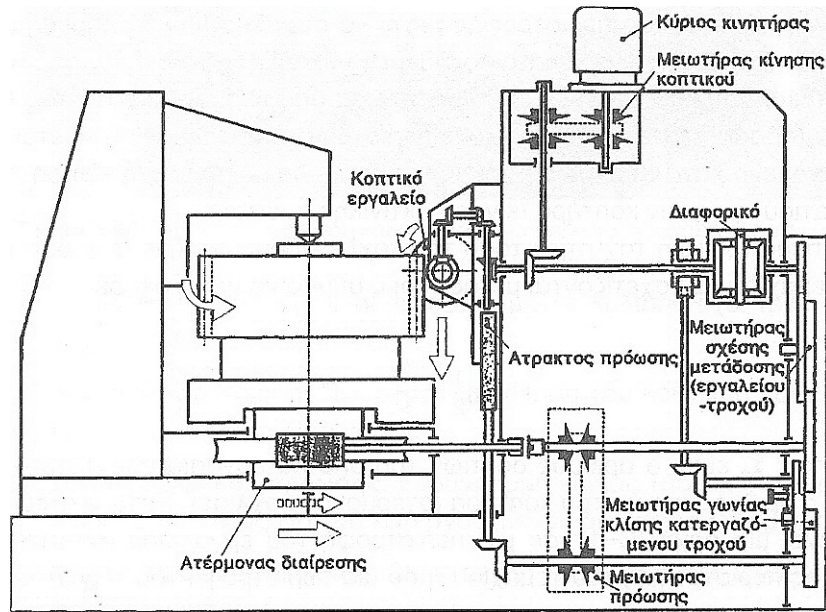 Κύριος κινητήρας
Μειωτήρας κίνησης
κοπτικού
Κοπτικό
εργαλείο
Διαφορικό
Ατρακτος πρόωσης
Μειωτήρας
σχέσης
μετάδοσης
(εργαλείου
-τροχού)
Μειωτήρας γωνίας
κλίσης κατεργαζό-
μενου τροχού
Ατέρμονας διαίρεσης
Μειωτήρας
πρόωσης